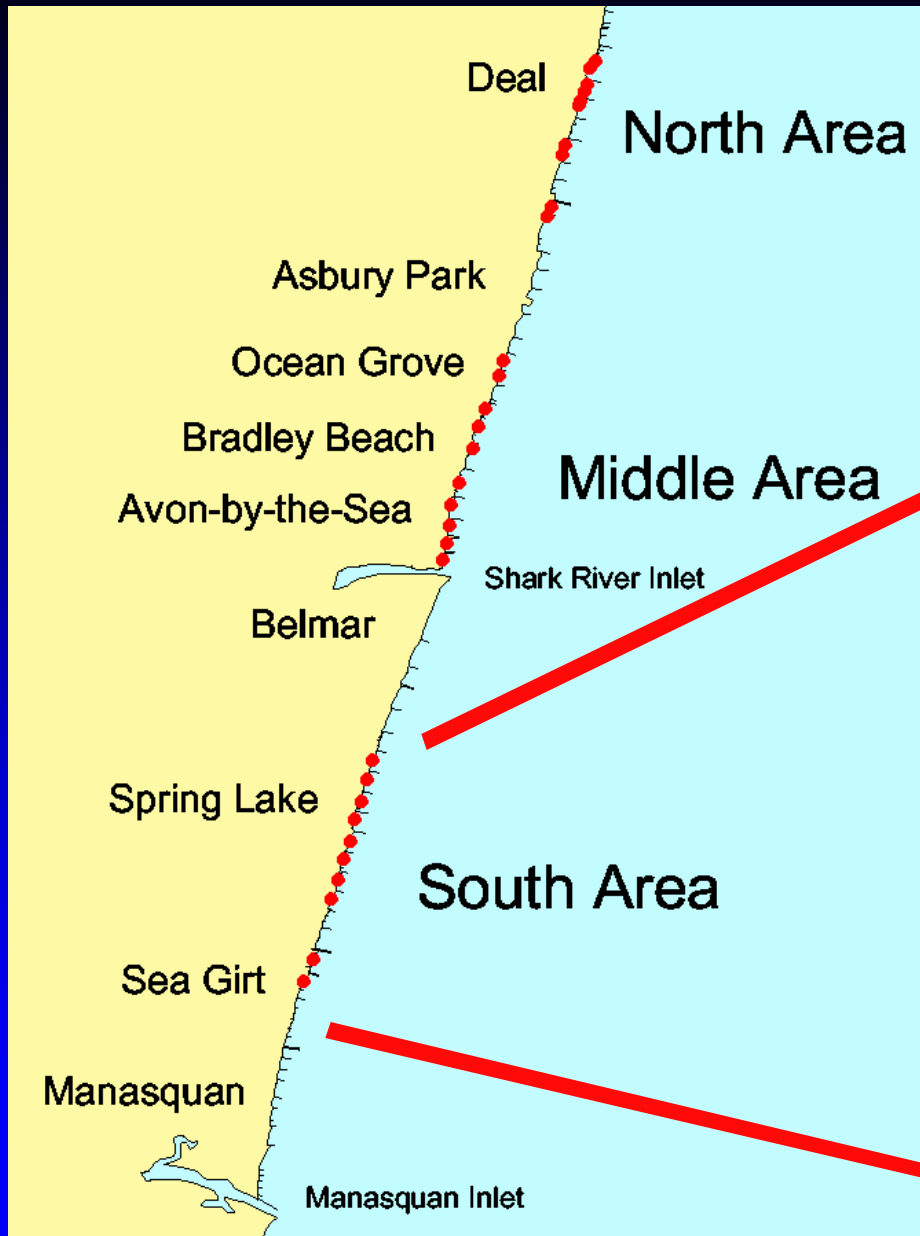 Deal
North Area
Asbury Park
Ocean Grove
Bradley Beach
Middle Area
Avon-by-the-Sea
Shark River Inlet
Belmar
Spring Lake
South Area
Sea Girt
Manasquan
Manasquan Inlet